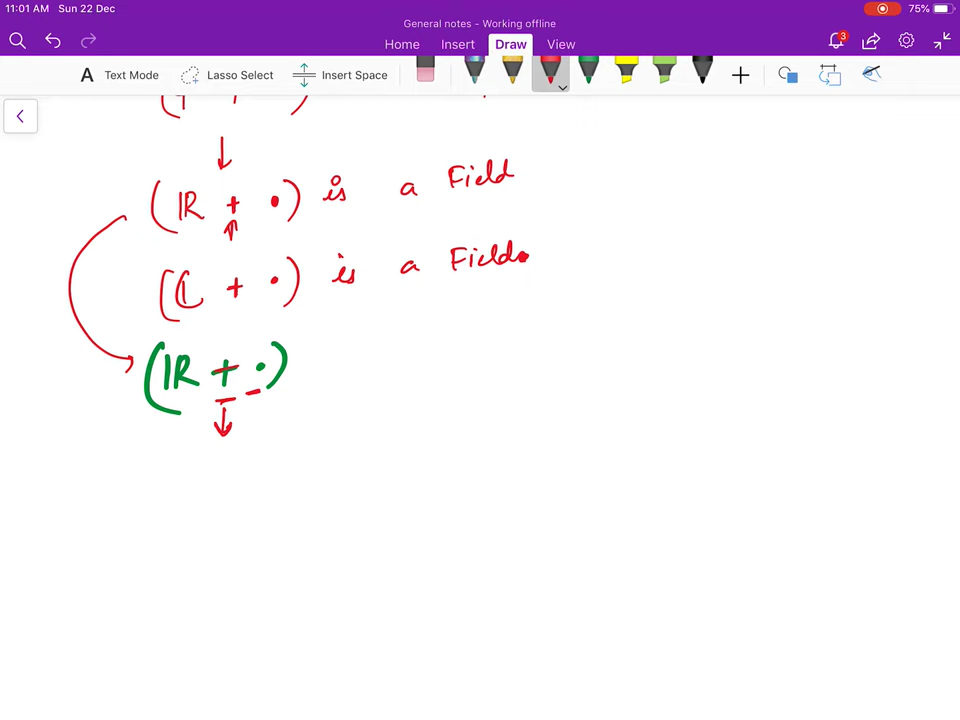 11:01 AM Sun 22 Dec
75%
General notes - Working offline
Home Insert Draw View
3
A Text Mode Lasso Select Insert Space
(ℝ + •) is a Field
(ℂ + •) is a Field.
(ℝ + •)